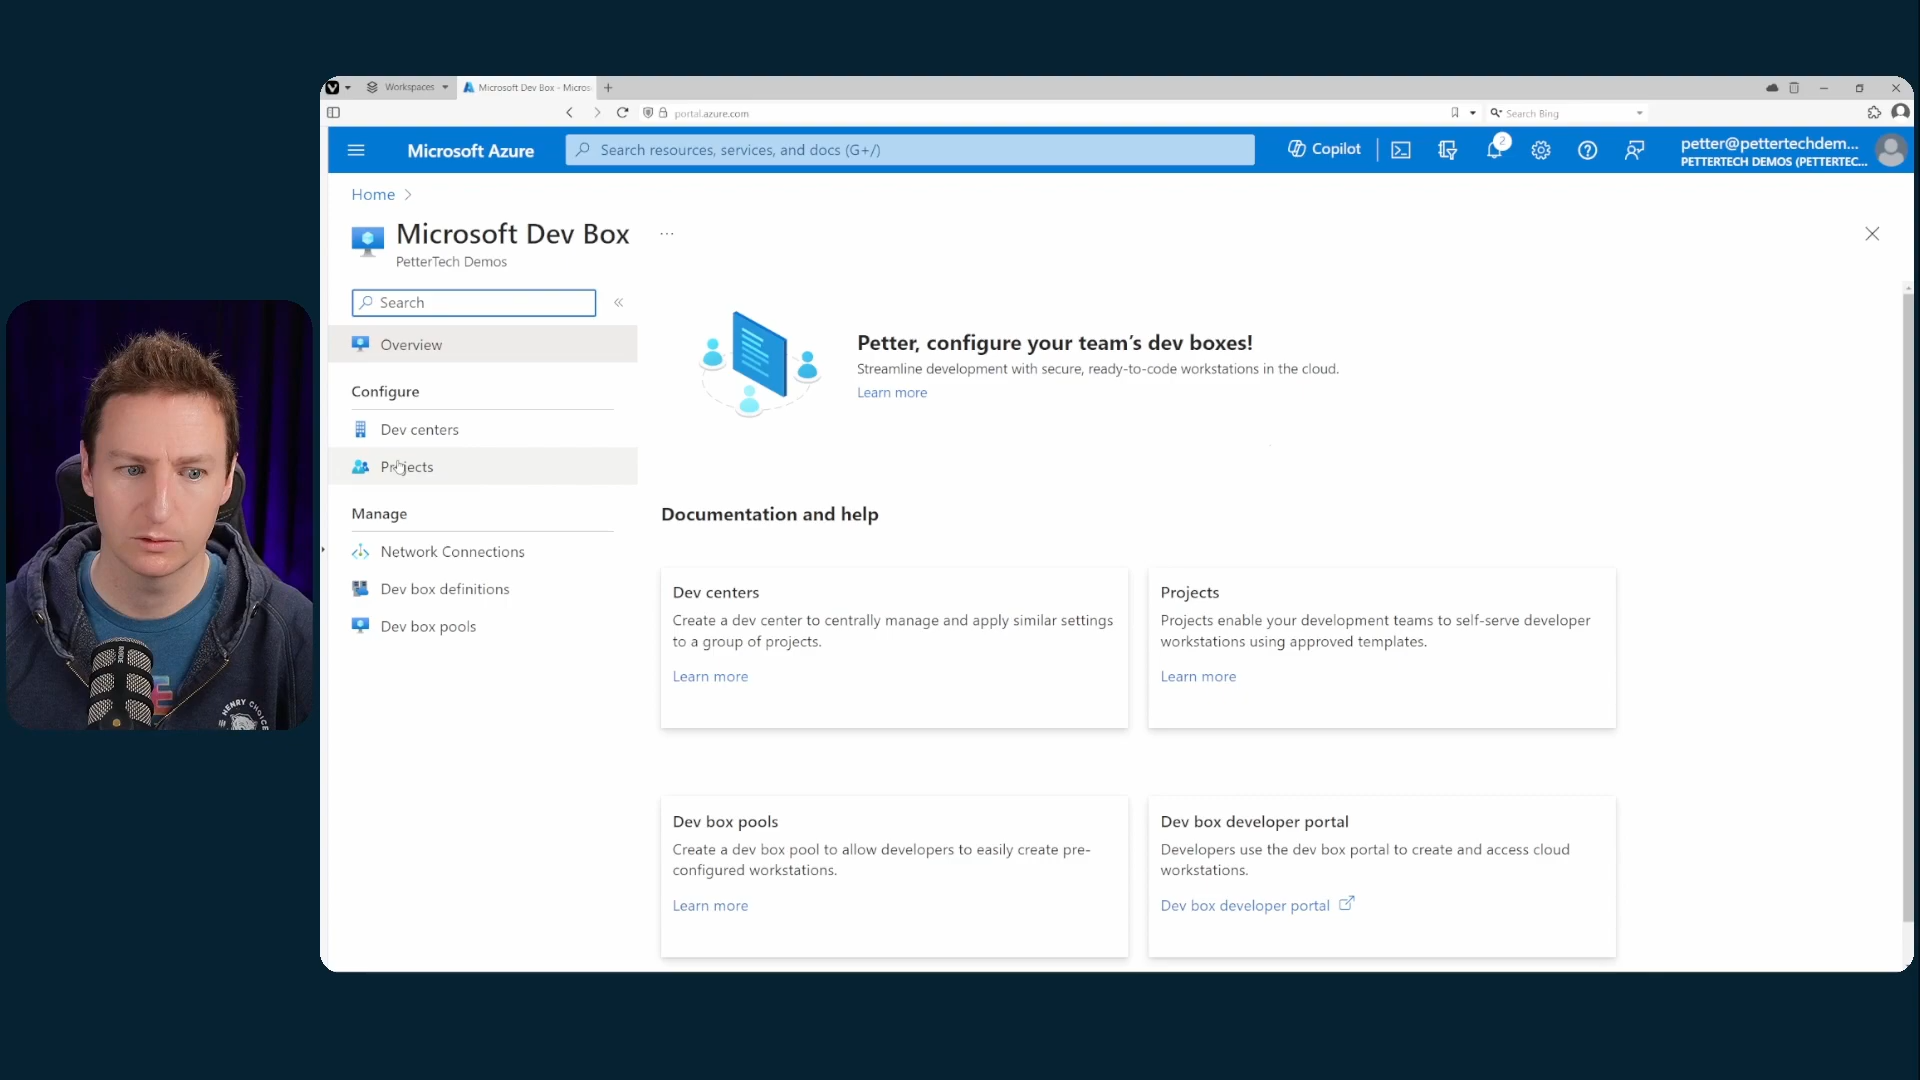 Workspaces
Microsoft Dev Box - Micros
portal.azure.com
Search Bing
Microsoft Azure
Search resources, services, and docs (G+/)
Copilot
2
petter@pettertechdem...
PETTERTECH DEMOS (PETTERTEC...
Home
Microsoft Dev Box
...
PetterTech Demos
Search
Overview
Configure
Dev centers
Projects
Manage
Network Connections
Dev box definitions
Dev box pools
Petter, configure your team's dev boxes!
Streamline development with secure, ready-to-code workstations in the cloud.
Learn more
Documentation and help
Dev centers
Create a dev center to centrally manage and apply similar settings
to a group of projects.
Learn more
Projects
Projects enable your development teams to self-serve developer
workstations using approved templates.
Learn more
Dev box pools
Create a dev box pool to allow developers to easily create pre-
configured workstations.
Learn more
Dev box developer portal
Developers use the dev box portal to create and access cloud
workstations.
Dev box developer portal
RODE
HENRY CHOICE